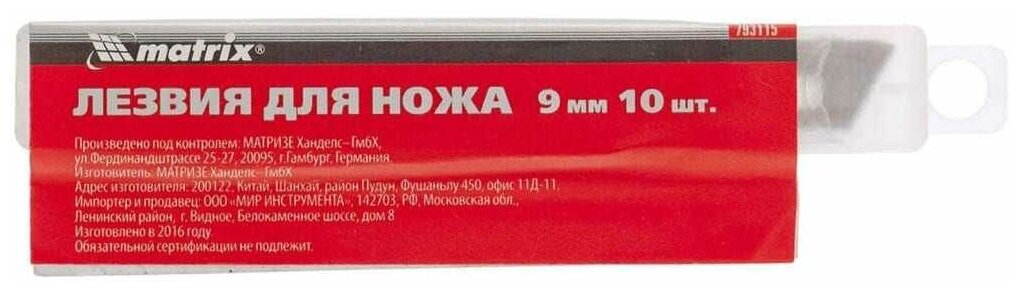 793115
matrix®
ЛЕЗВИЯ ДЛЯ НОЖА 9 мм 10 шт.
Произведено под контролем: МАТРИЗЕ Ханделс-ГмбХ,
ул.Фердинандштрассе 25-27, 20095, г.Гамбург, Германия.
Изготовитель: МАТРИЗЕ Ханделс-ГмбХ
Адрес изготовителя: 200122, Китай, Шанхай, район Пудун, Фушаньлу 450, офис 11Д-11.
Импортер и продавец: ООО «МИР ИНСТРУМЕНТА», 142703, РФ, Московская обл.,
Ленинский район, г. Видное, Белокаменное шоссе, дом 8
Изготовлено в 2016 году.
Обязательной сертификации не подлежит.